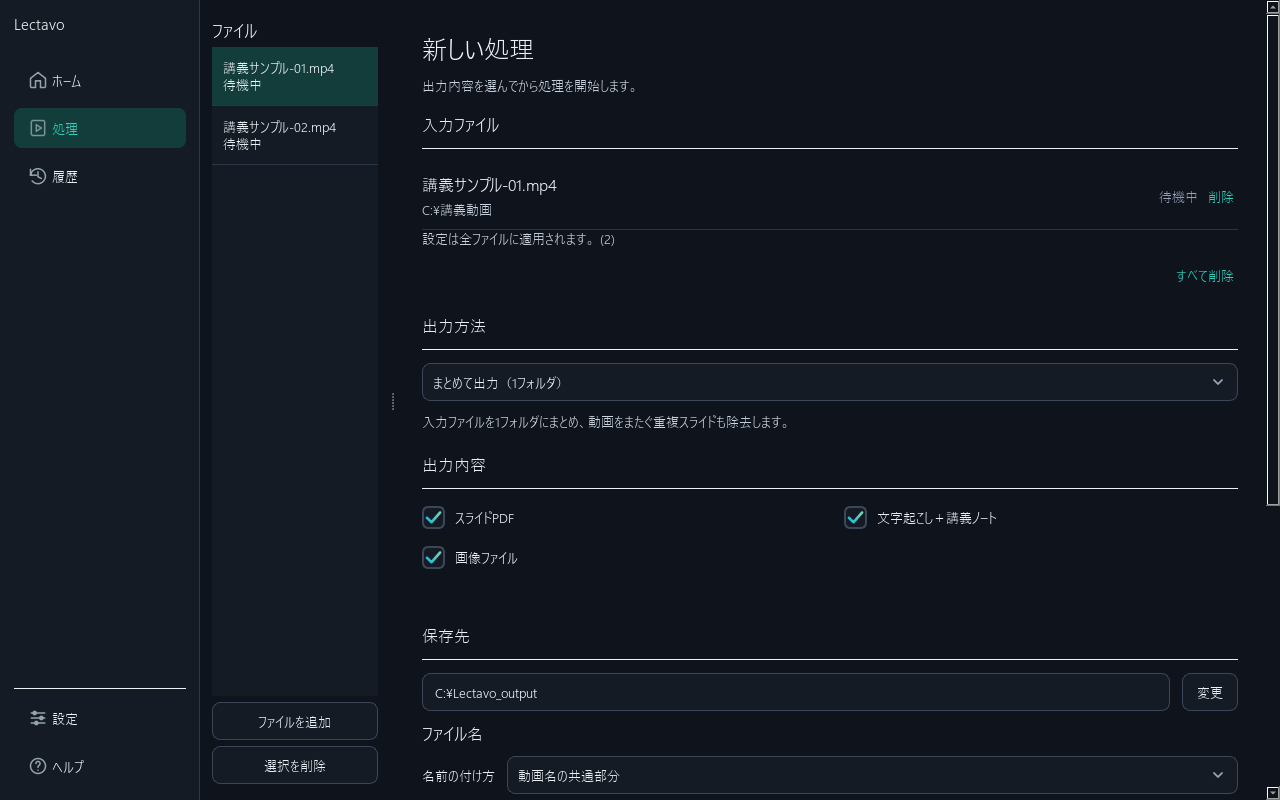 Lectavo
ホーム
処理
履歴
設定
ヘルプ
ファイル
講義サンプル-01.mp4
待機中
講義サンプル-02.mp4
待機中
ファイルを追加
選択を削除
新しい処理
出力内容を選んでから処理を開始します。
入力ファイル
講義サンプル-01.mp4
C:¥講義動画
待機中 削除
設定は全ファイルに適用されます。 (2)
すべて削除
出力方法
まとめて出力（1フォルダ）
入力ファイルを1フォルダにまとめ、動画をまたぐ重複スライドも除去します。
出力内容
スライドPDF
文字起こし＋講義ノート
画像ファイル
保存先
C:¥Lectavo_output
変更
ファイル名
名前の付け方
動画名の共通部分